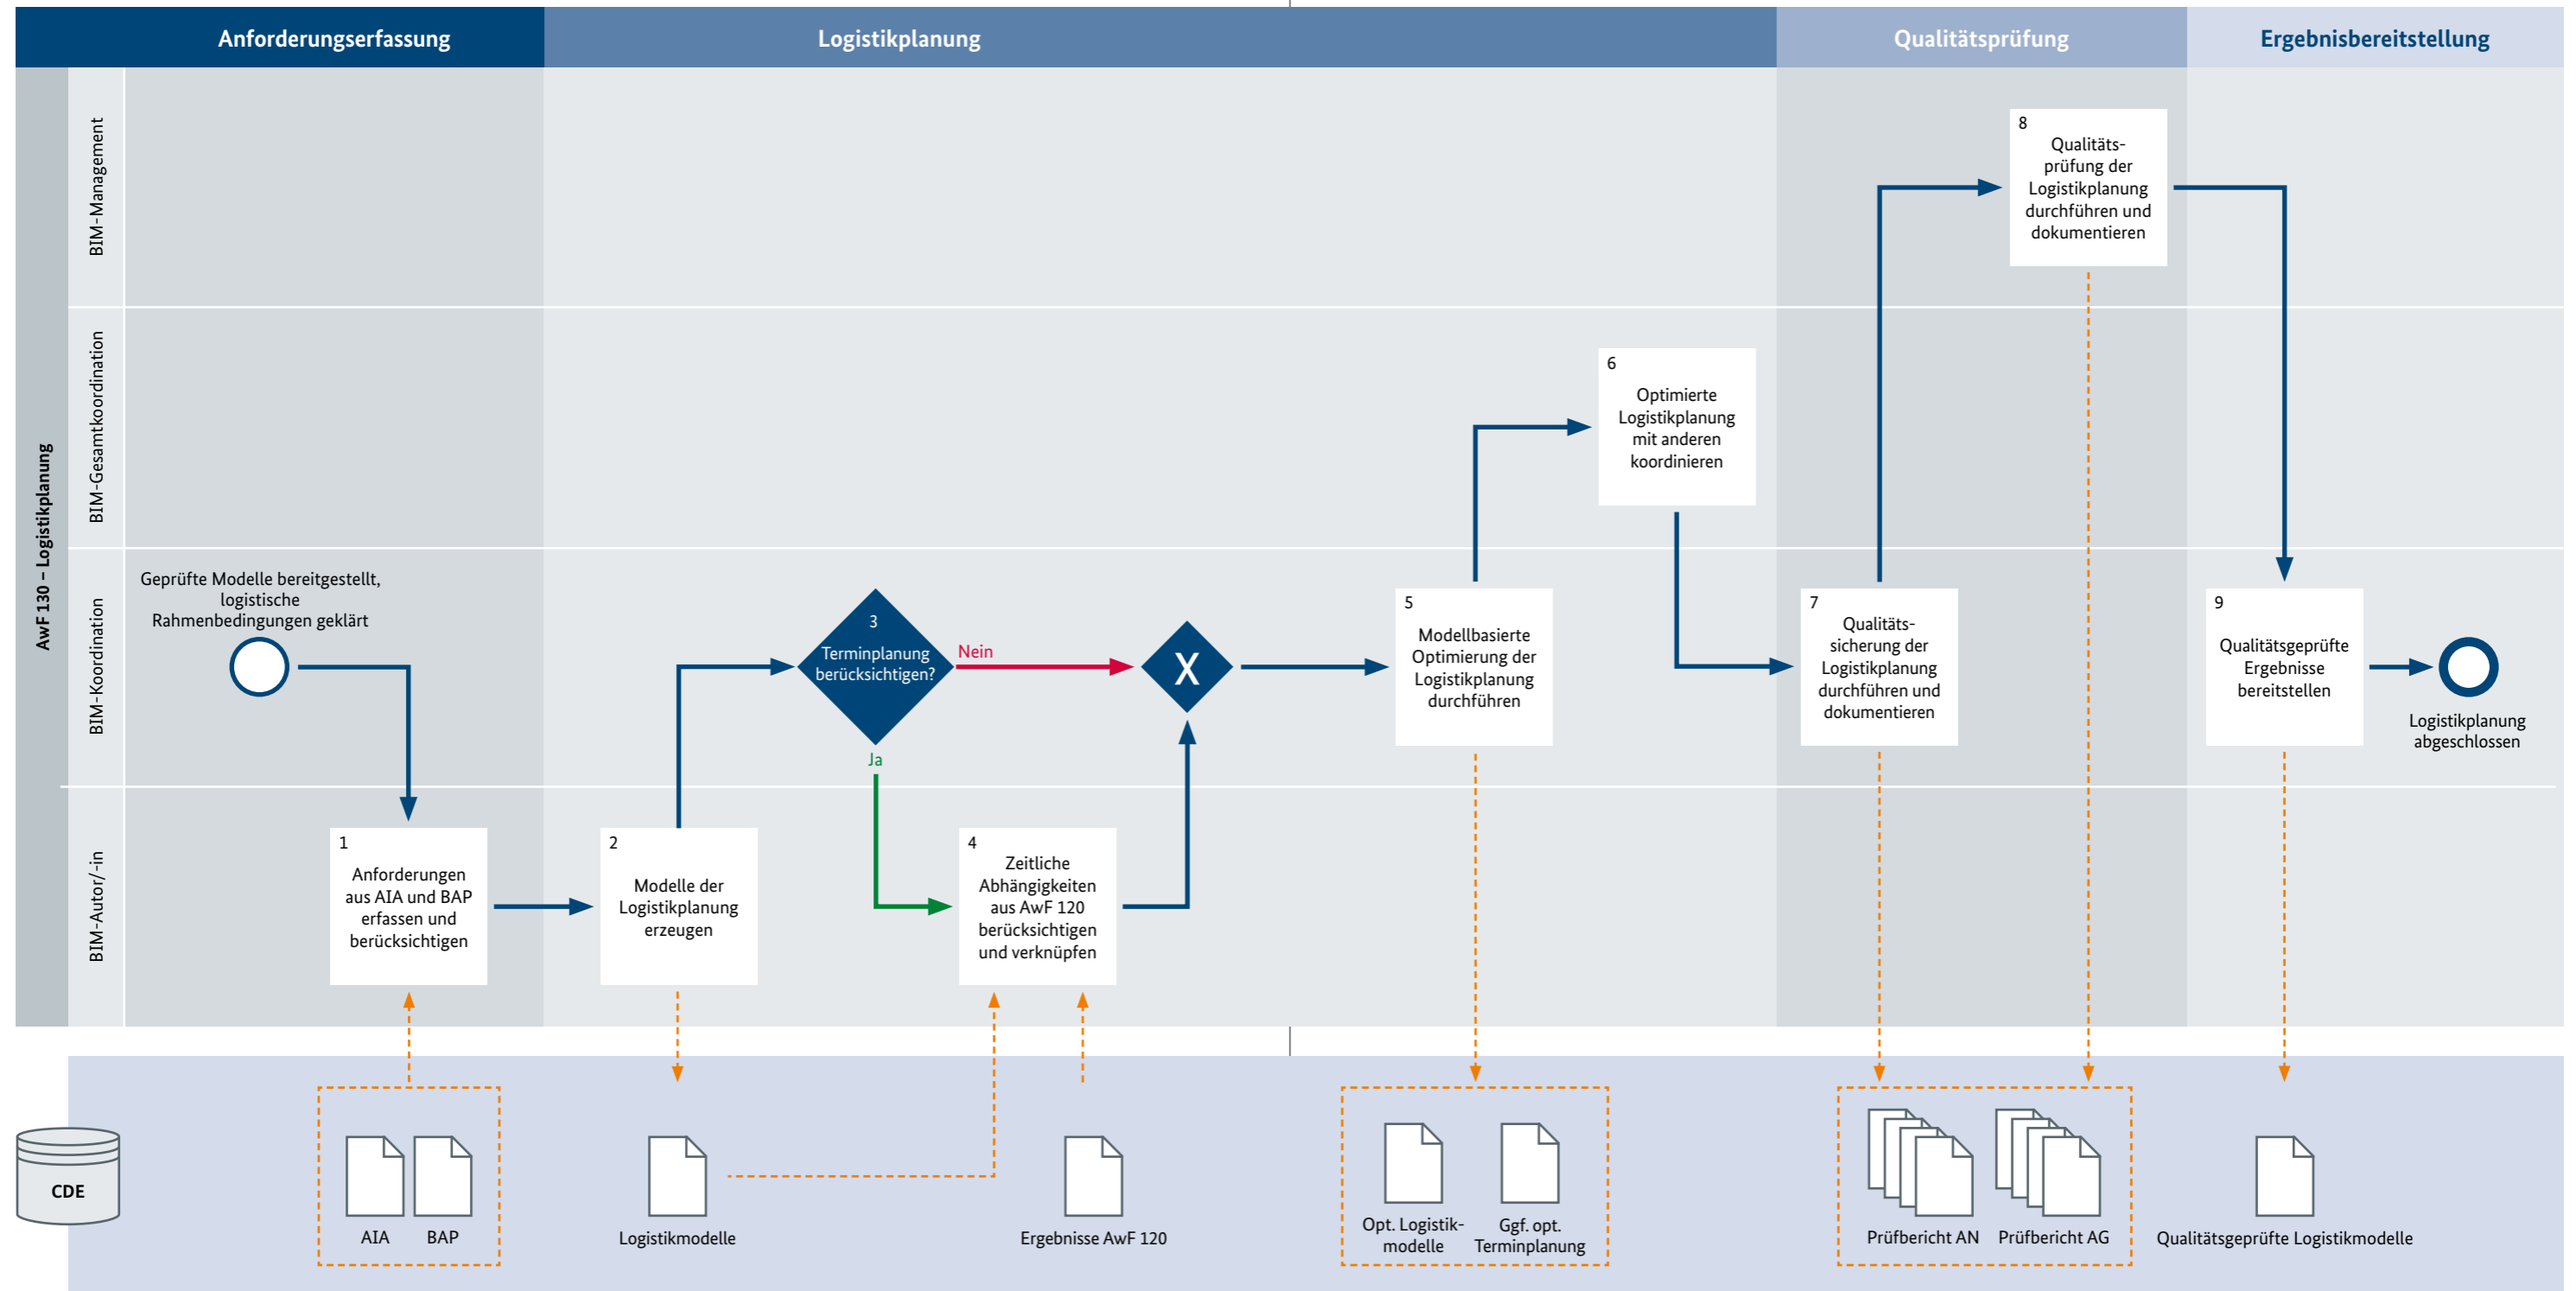 Anforderungserfassung
Logistikplanung
Qualitätsprüfung
Ergebnisbereitstellung
AwF 130 – Logistikplanung
BIM-Management
BIM-Gesamtkoordination
BIM-Koordination
BIM-Autor/-in
8
Qualitäts-
prüfung der
Logistikplanung
durchführen und
dokumentieren
6
Optimierte
Logistikplanung
mit anderen
koordinieren
Geprüfte Modelle bereitgestellt,
logistische
Rahmenbedingungen geklärt
3
Terminplanung
berücksichtigen?
Nein
Ja
X
5
Modellbasierte
Optimierung der
Logistikplanung
durchführen
7
Qualitäts-
sicherung der
Logistikplanung
durchführen und
dokumentieren
9
Qualitätsgeprüfte
Ergebnisse
bereitstellen
Logistikplanung
abgeschlossen
1
Anforderungen
aus AIA und BAP
erfassen und
berücksichtigen
2
Modelle der
Logistikplanung
erzeugen
4
Zeitliche
Abhängigkeiten
aus AwF 120
berücksichtigen
und verknüpfen
CDE
AIA
BAP
Logistikmodelle
Ergebnisse AwF 120
Opt. Logistik-
modelle
Ggf. opt.
Terminplanung
Prüfbericht AN
Prüfbericht AG
Qualitätsgeprüfte Logistikmodelle